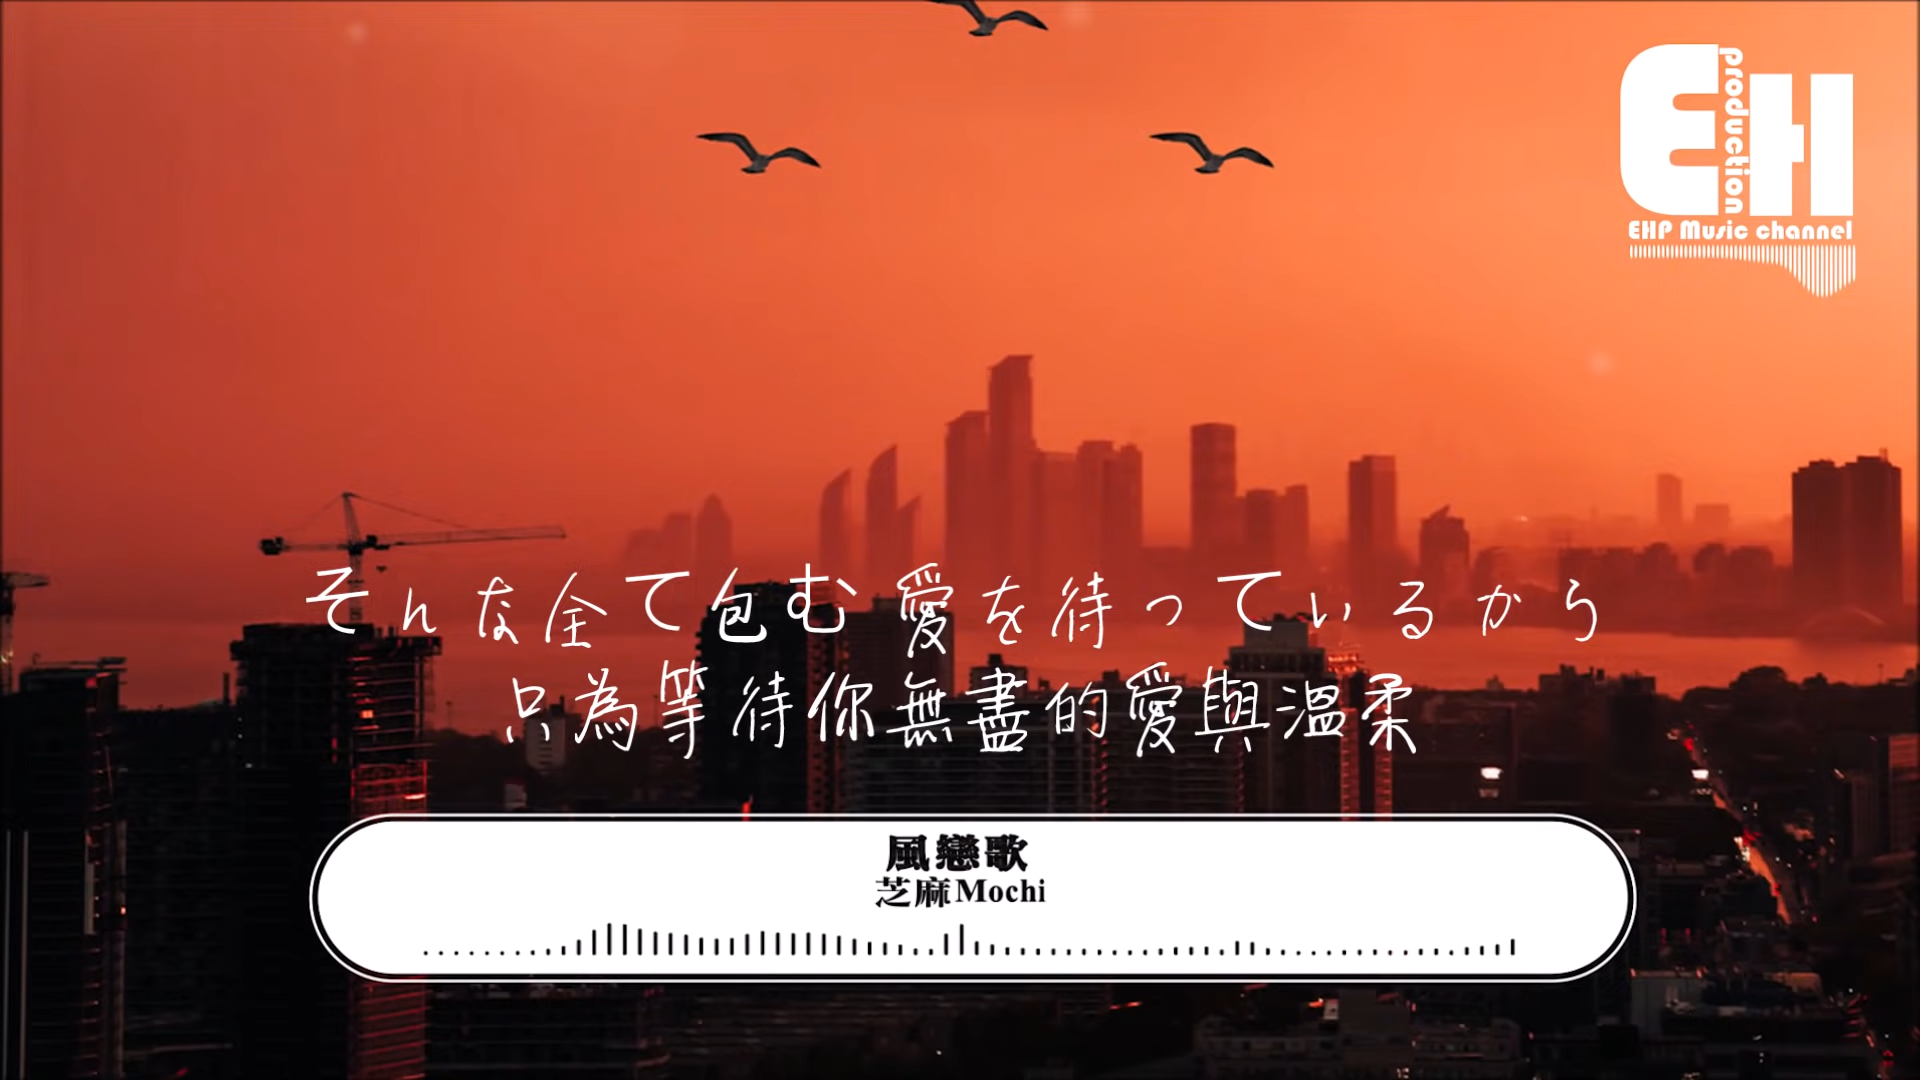 EH
production
EHP Music channel
そんな全て包む 愛を待っているから
只為等待你無盡的愛與溫柔
風戀歌
芝麻Mochi